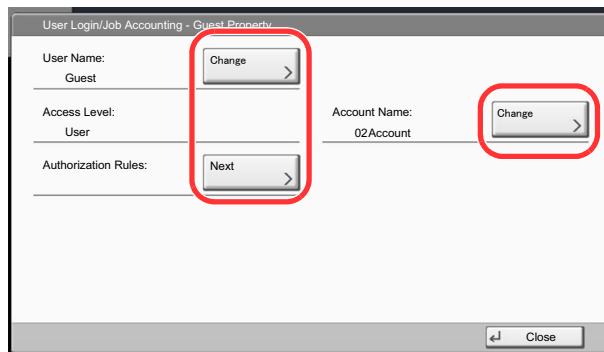 User Login/Job Accounting - Guest Property
User Name:
Change
Guest
Access Level:
User
Account Name:
Change
02Account
Authorization Rules:
Next
Close